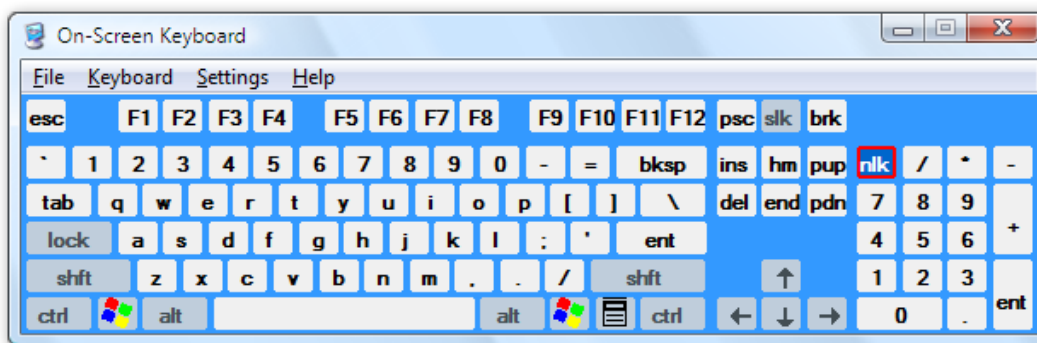 On-Screen Keyboard
File Keyboard Settings Help
esc F1 F2 F3 F4 F5 F6 F7 F8 F9 F10 F11 F12 psc slk brk
` 1 2 3 4 5 6 7 8 9 0 - = bksp ins hm pup nlk / * -
tab q w e r t y u i o p [ ] \ del end pdn 7 8 9 +
lock a s d f g h j k l ; ' ent 4 5 6
shft z x c v b n m , . / shft ↑ 1 2 3 ent
ctrl alt alt ctrl ← ↓ → 0 .